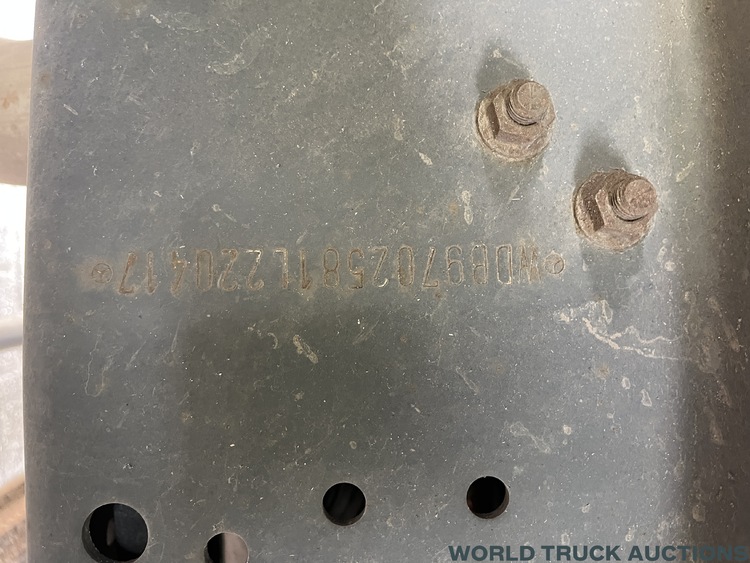 WDB9702581L220417
WORLD TRUCK AUCTIONS